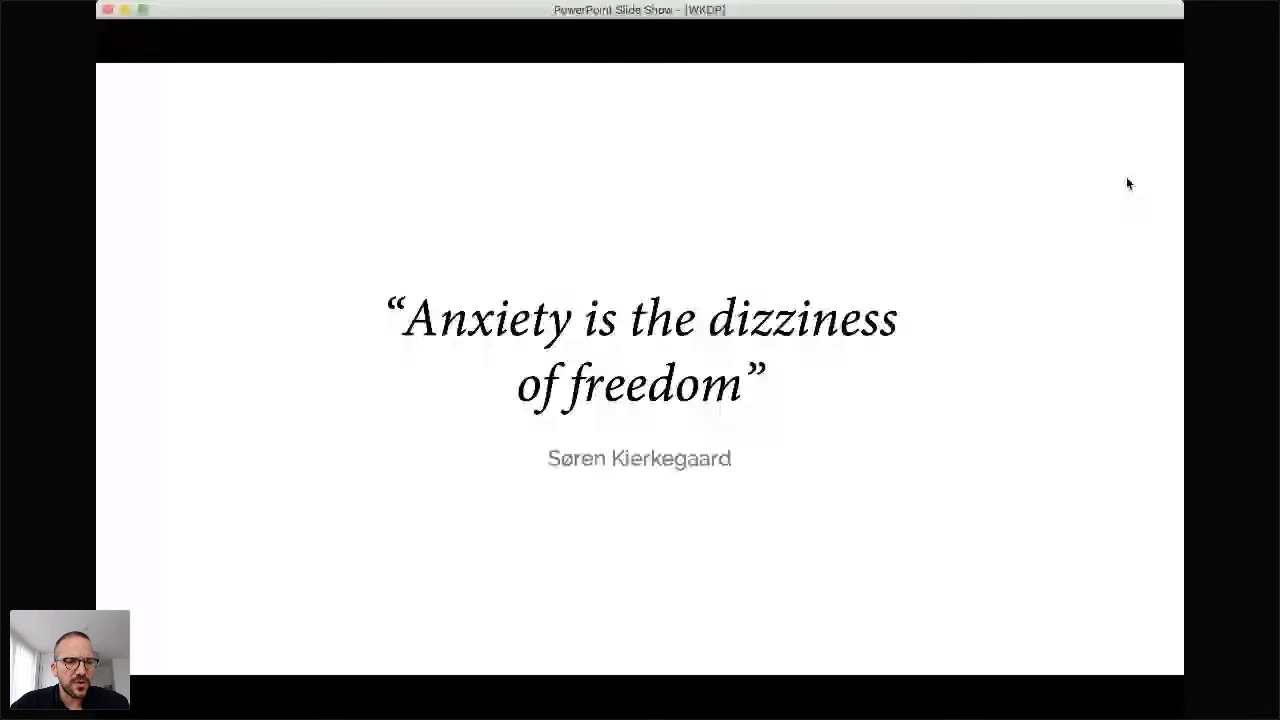 PowerPoint Slide Show - [WKDP]
“Anxiety is the dizziness
of freedom”
Søren Kierkegaard